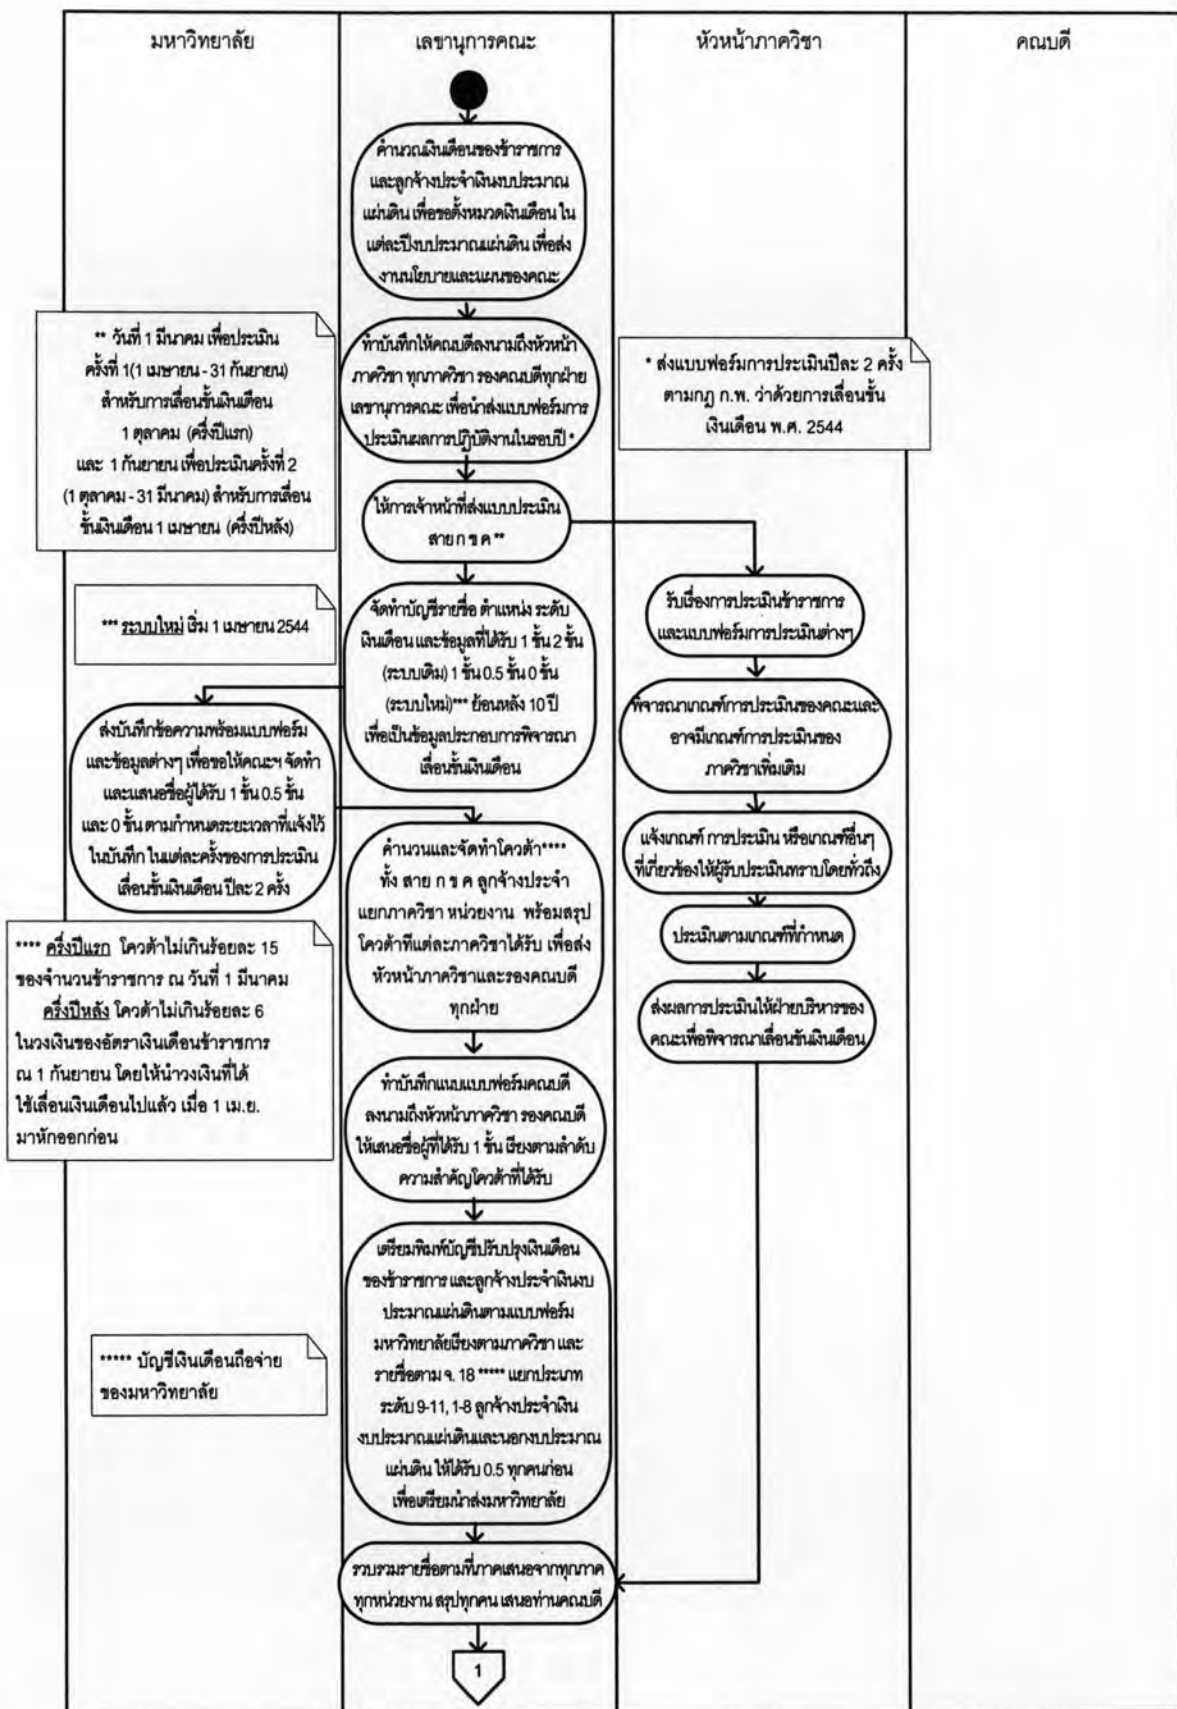 มหาวิทยาลัย
เลขานุการคณะ
หัวหน้าภาควิชา
คณบดี
คำนวณเงินเดือนของข้าราชการ
และลูกจ้างประจำเงินงบประมาณ
แผ่นดิน เพื่อขอตั้งหมวดเงินเดือน ใน
แต่ละปีงบประมาณแผ่นดิน เพื่อส่ง
งานนโยบายและแผนของคณะ
** วันที่ 1 มีนาคม เพื่อประเมิน
ครั้งที่ 1(1 เมษายน - 31 กันยายน)
สำหรับการเลื่อนขั้นเงินเดือน
1 ตุลาคม (ครึ่งปีแรก)
และ 1 กันยายน เพื่อประเมินครั้งที่ 2
(1 ตุลาคม - 31 มีนาคม) สำหรับการเลื่อน
ขั้นเงินเดือน 1 เมษายน (ครึ่งปีหลัง)
ทำบันทึกให้คณบดีลงนามถึงหัวหน้า
ภาควิชา ทุกภาควิชา รองคณบดีทุกฝ่าย
เลขานุการคณะ เพื่อนำส่งแบบฟอร์มการ
ประเมินผลการปฏิบัติงานในรอบปี *
* ส่งแบบฟอร์มการประเมินปีละ 2 ครั้ง
ตามกฎ ก.พ. ว่าด้วยการเลื่อนขั้น
เงินเดือน พ.ศ. 2544
ให้การเจ้าหน้าที่ส่งแบบประเมิน
สาย ก ข ค **
*** ระบบใหม่ เริ่ม 1 เมษายน 2544
จัดทำบัญชีรายชื่อ ตำแหน่ง ระดับ
เงินเดือน และข้อมูลที่ได้รับ 1 ขั้น 2 ขั้น
(ระบบเดิม) 1 ขั้น 0.5 ขั้น 0 ขั้น
(ระบบใหม่)*** ย้อนหลัง 10 ปี
เพื่อเป็นข้อมูลประกอบการพิจารณา
เลื่อนขั้นเงินเดือน
รับเรื่องการประเมินข้าราชการ
และแบบฟอร์มการประเมินต่างๆ
ส่งบันทึกข้อความพร้อมแบบฟอร์ม
และข้อมูลต่างๆ เพื่อขอให้คณะฯ จัดทำ
และเสนอชื่อผู้ได้รับ 1 ขั้น 0.5 ขั้น
และ 0 ขั้น ตามกำหนดระยะเวลาที่แจ้งไว้
ในบันทึก ในแต่ละครั้งของการประเมิน
เลื่อนขั้นเงินเดือน ปีละ 2 ครั้ง
พิจารณาเกณฑ์การประเมินของคณะและ
อาจมีเกณฑ์การประเมินของ
ภาควิชาเพิ่มเติม
คำนวนและจัดทำโควต้า****
ทั้ง สาย ก ข ค ลูกจ้างประจำ
แยกภาควิชา หน่วยงาน พร้อมสรุป
โควต้าที่แต่ละภาควิชาได้รับ เพื่อส่ง
หัวหน้าภาควิชาและรองคณบดี
ทุกฝ่าย
แจ้งเกณฑ์ การประเมิน หรือเกณฑ์อื่นๆ
ที่เกี่ยวข้องให้ผู้รับประเมินทราบโดยทั่วถึง
ประเมินตามเกณฑ์ที่กำหนด
ส่งผลการประเมินให้ฝ่ายบริหารของ
คณะเพื่อพิจารณาเลื่อนขั้นเงินเดือน
**** ครึ่งปีแรก โควต้าไม่เกินร้อยละ 15
ของจำนวนข้าราชการ ณ วันที่ 1 มีนาคม
ครึ่งปีหลัง โควต้าไม่เกินร้อยละ 6
ในวงเงินของอัตราเงินเดือนข้าราชการ
ณ 1 กันยายน โดยให้นำวงเงินที่ได้
ใช้เลื่อนเงินเดือนไปแล้ว เมื่อ 1 เม.ย.
มาหักออกก่อน
ทำบันทึกแนบแบบฟอร์มคณบดี
ลงนามถึงหัวหน้าภาควิชา รองคณบดี
ให้เสนอชื่อผู้ที่ได้รับ 1 ขั้น เรียงตามลำดับ
ความสำคัญโควต้าที่ได้รับ
เตรียมพิมพ์บัญชีปรับปรุงเงินเดือน
ของข้าราชการ และลูกจ้างประจำเงินงบ
ประมาณแผ่นดินตามแบบฟอร์ม
มหาวิทยาลัยเรียงตามภาควิชา และ
รายชื่อตาม จ. 18 ***** แยกประเภท
ระดับ 9-11, 1-8 ลูกจ้างประจำเงิน
งบประมาณแผ่นดินและนอกงบประมาณ
แผ่นดิน ให้ได้รับ 0.5 ทุกคนก่อน
เพื่อเตรียมนำส่งมหาวิทยาลัย
***** บัญชีเงินเดือนถือจ่าย
ของมหาวิทยาลัย
รวบรวมรายชื่อตามที่ภาคเสนอจากทุกภาค
ทุกหน่วยงาน สรุปทุกคน เสนอท่านคณบดี
1